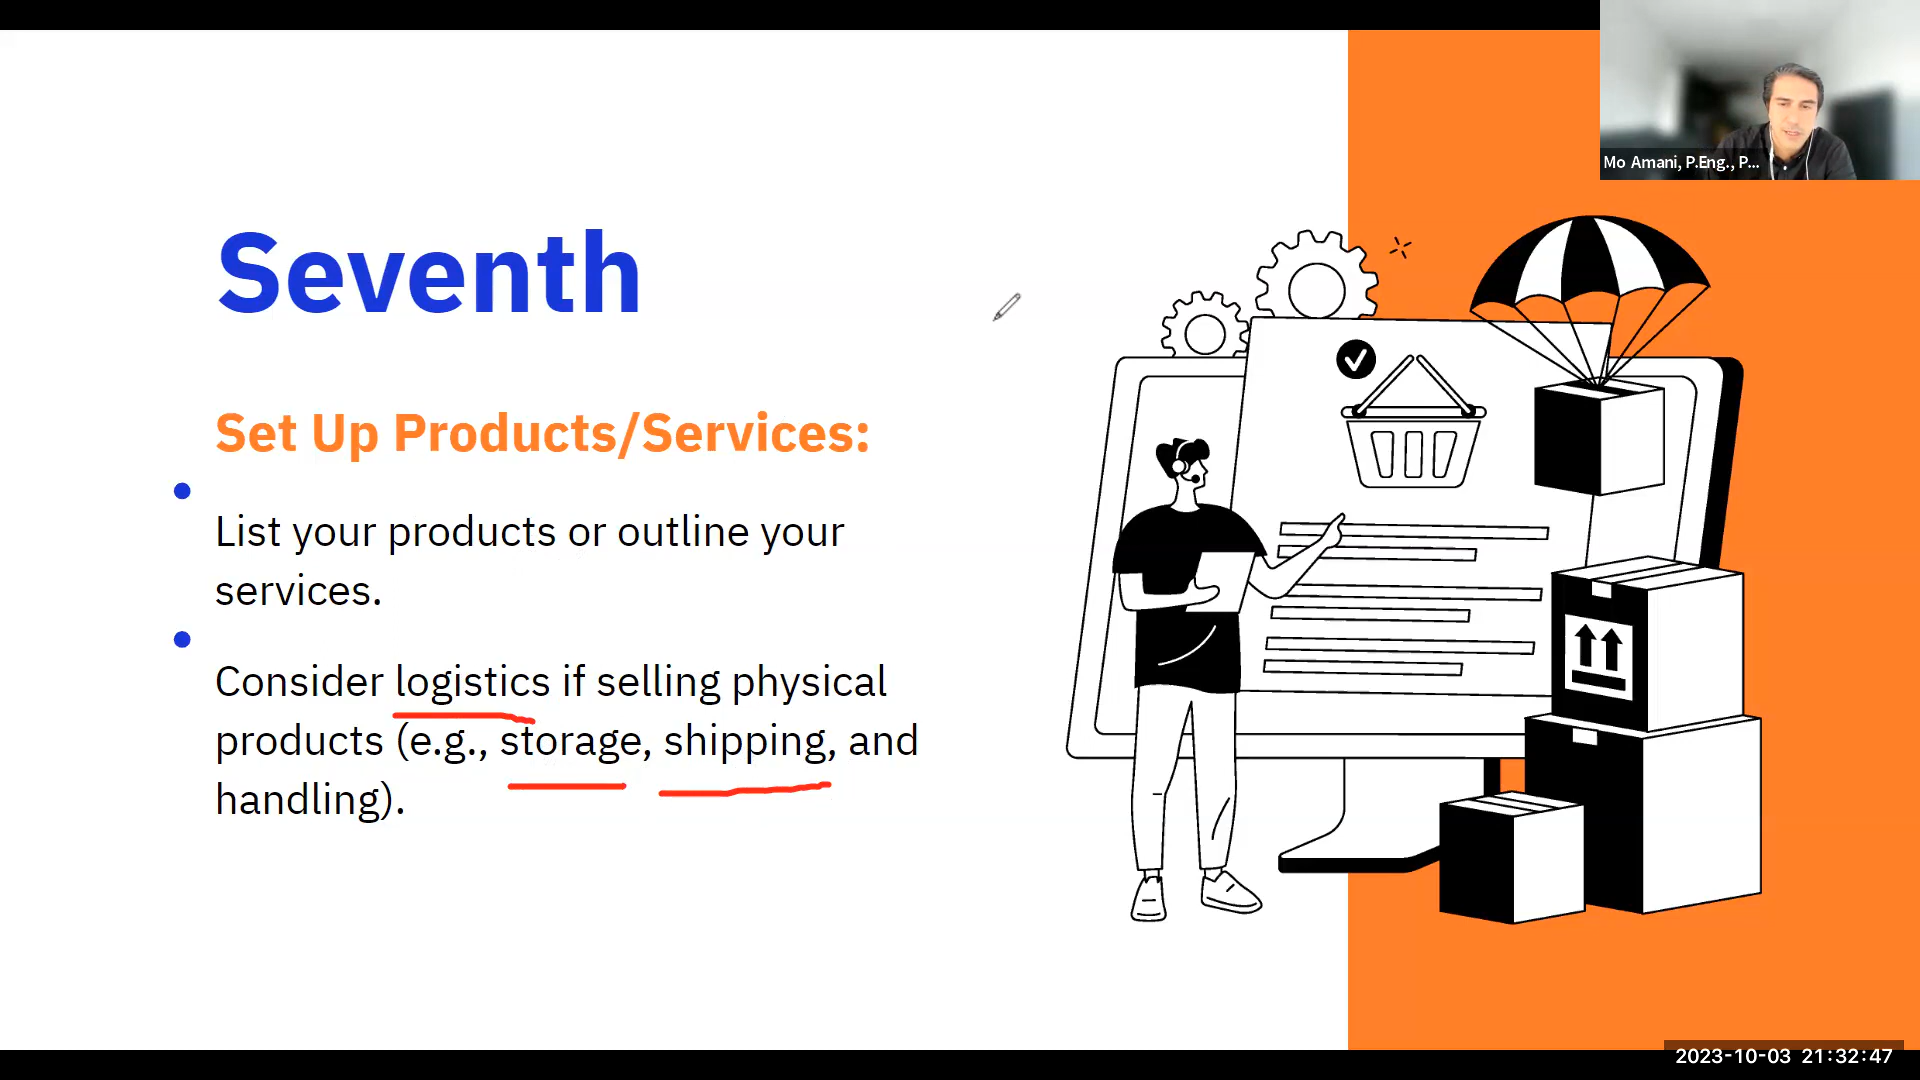 Mo Amani, P.Eng., P...
Seventh
Set Up Products/Services:
List your products or outline your
services.
Consider logistics if selling physical
products (e.g., storage, shipping, and
handling).
2023-10-03 21:32:47